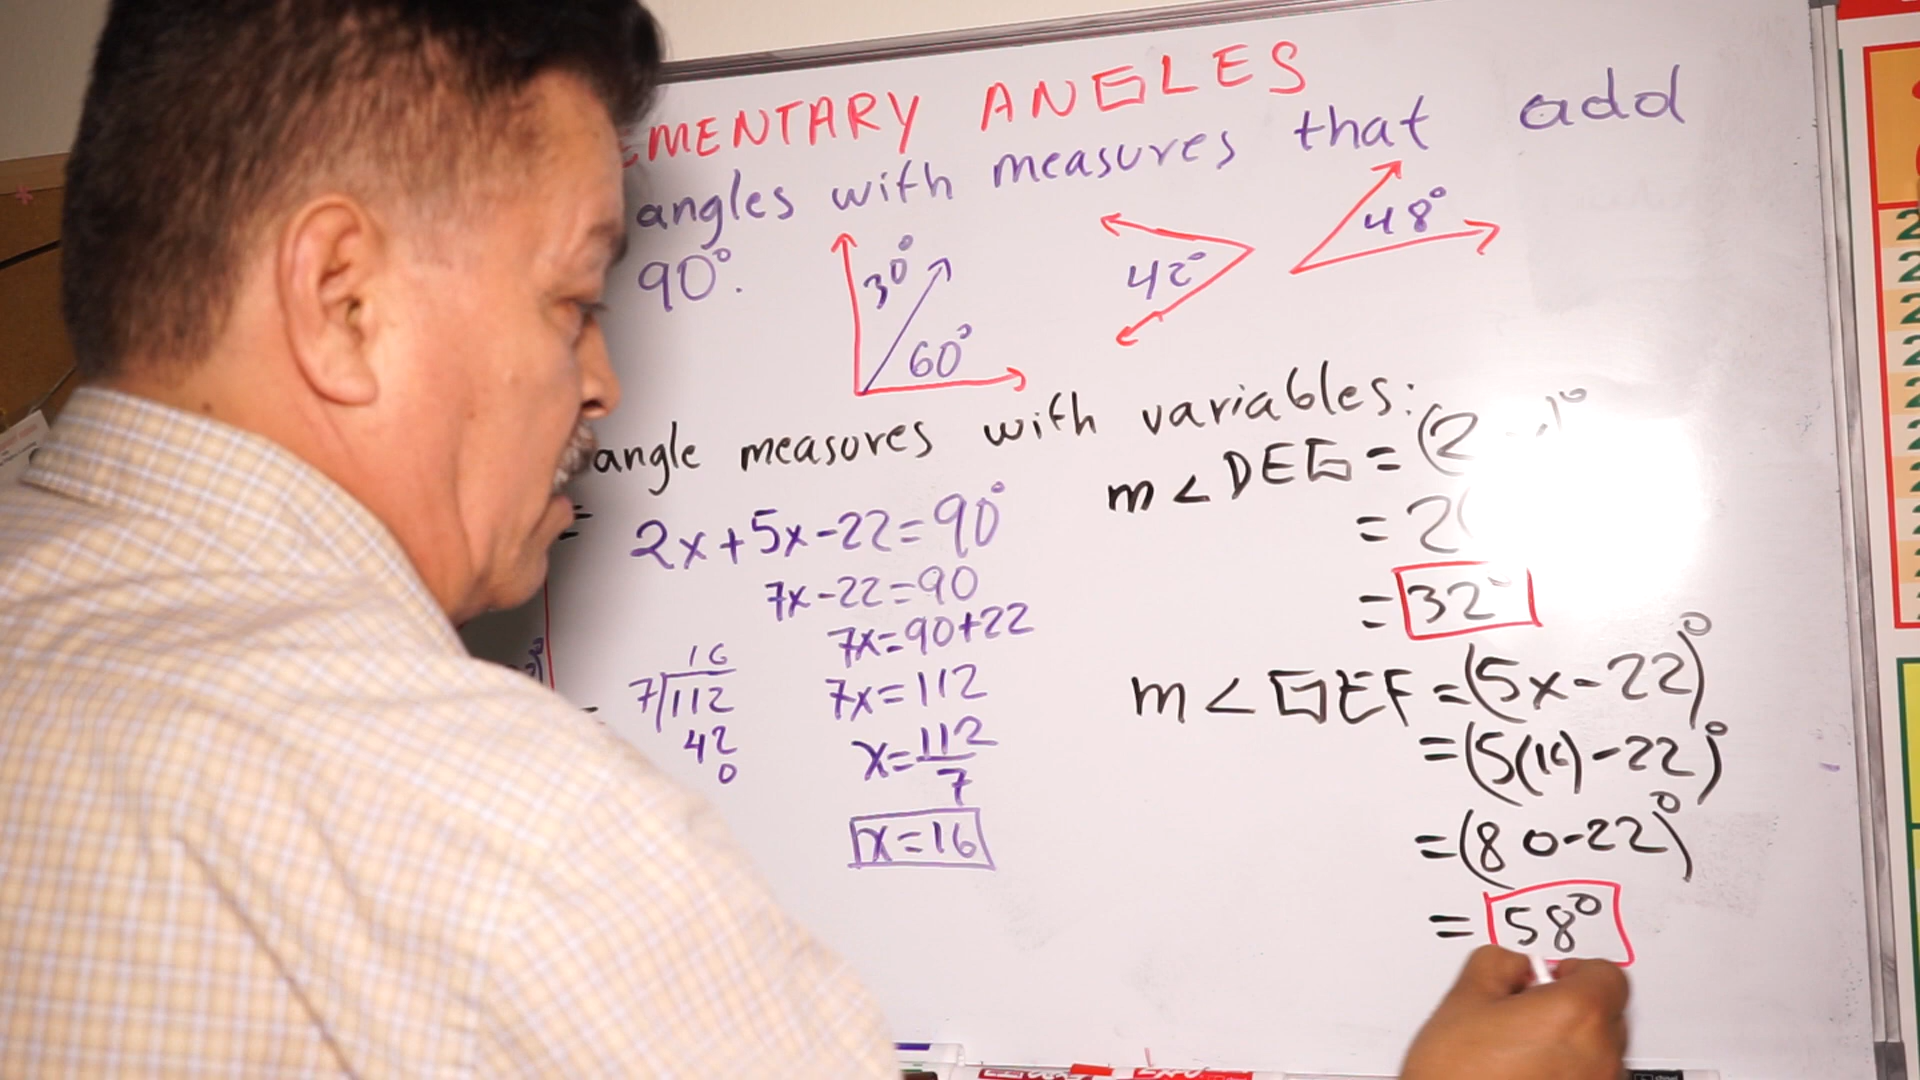 EMENTARY ANGLES
angles with measures that add
90°.
30°
60°
42°
48°
angle measures with variables:
=
2x+5x-22=90°
7x-22=90
7x=90+22
7x=112
x=112/7
x=16
16
7/112
42
0
m<DEG=(2
=2(
=32°
m<GEF=(5x-22)°
=(5(16)-22)°
=(80-22)°
=58°